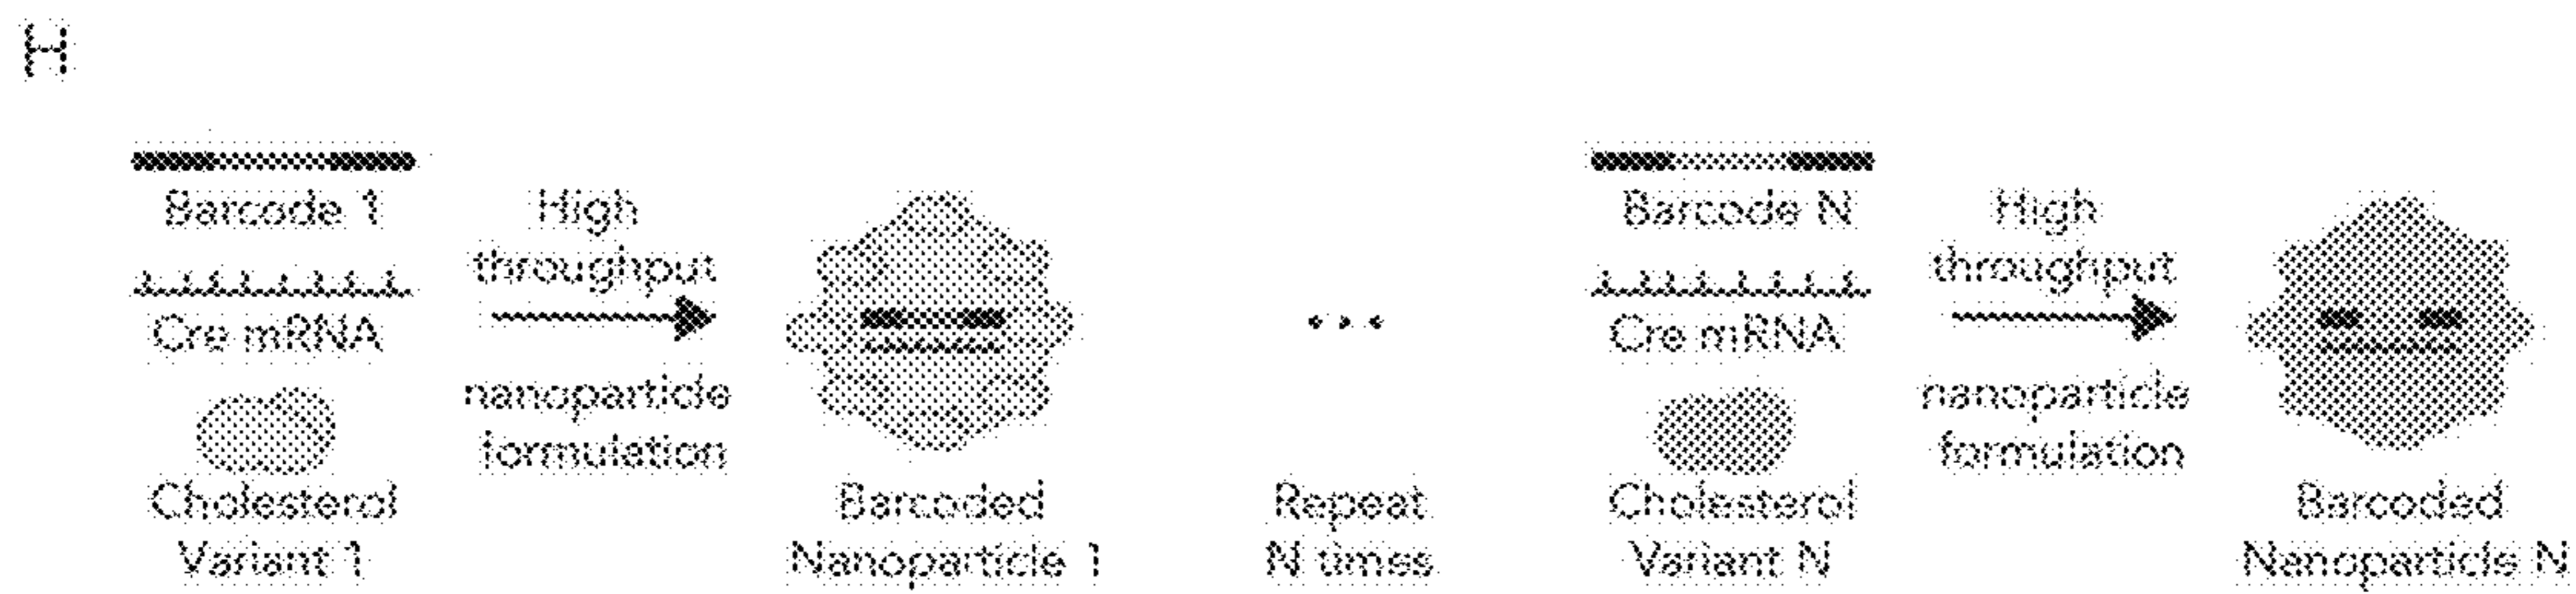 H
Barcode 1
Cre mRNA
Cholesterol
Variant 1
High
throughput
nanoparticle
formulation
Barcoded
Nanoparticle 1
...
Repeat
N times
Barcode N
Cre mRNA
Cholesterol
Variant N
High
throughput
nanoparticle
formulation
Barcoded
Nanoparticle N